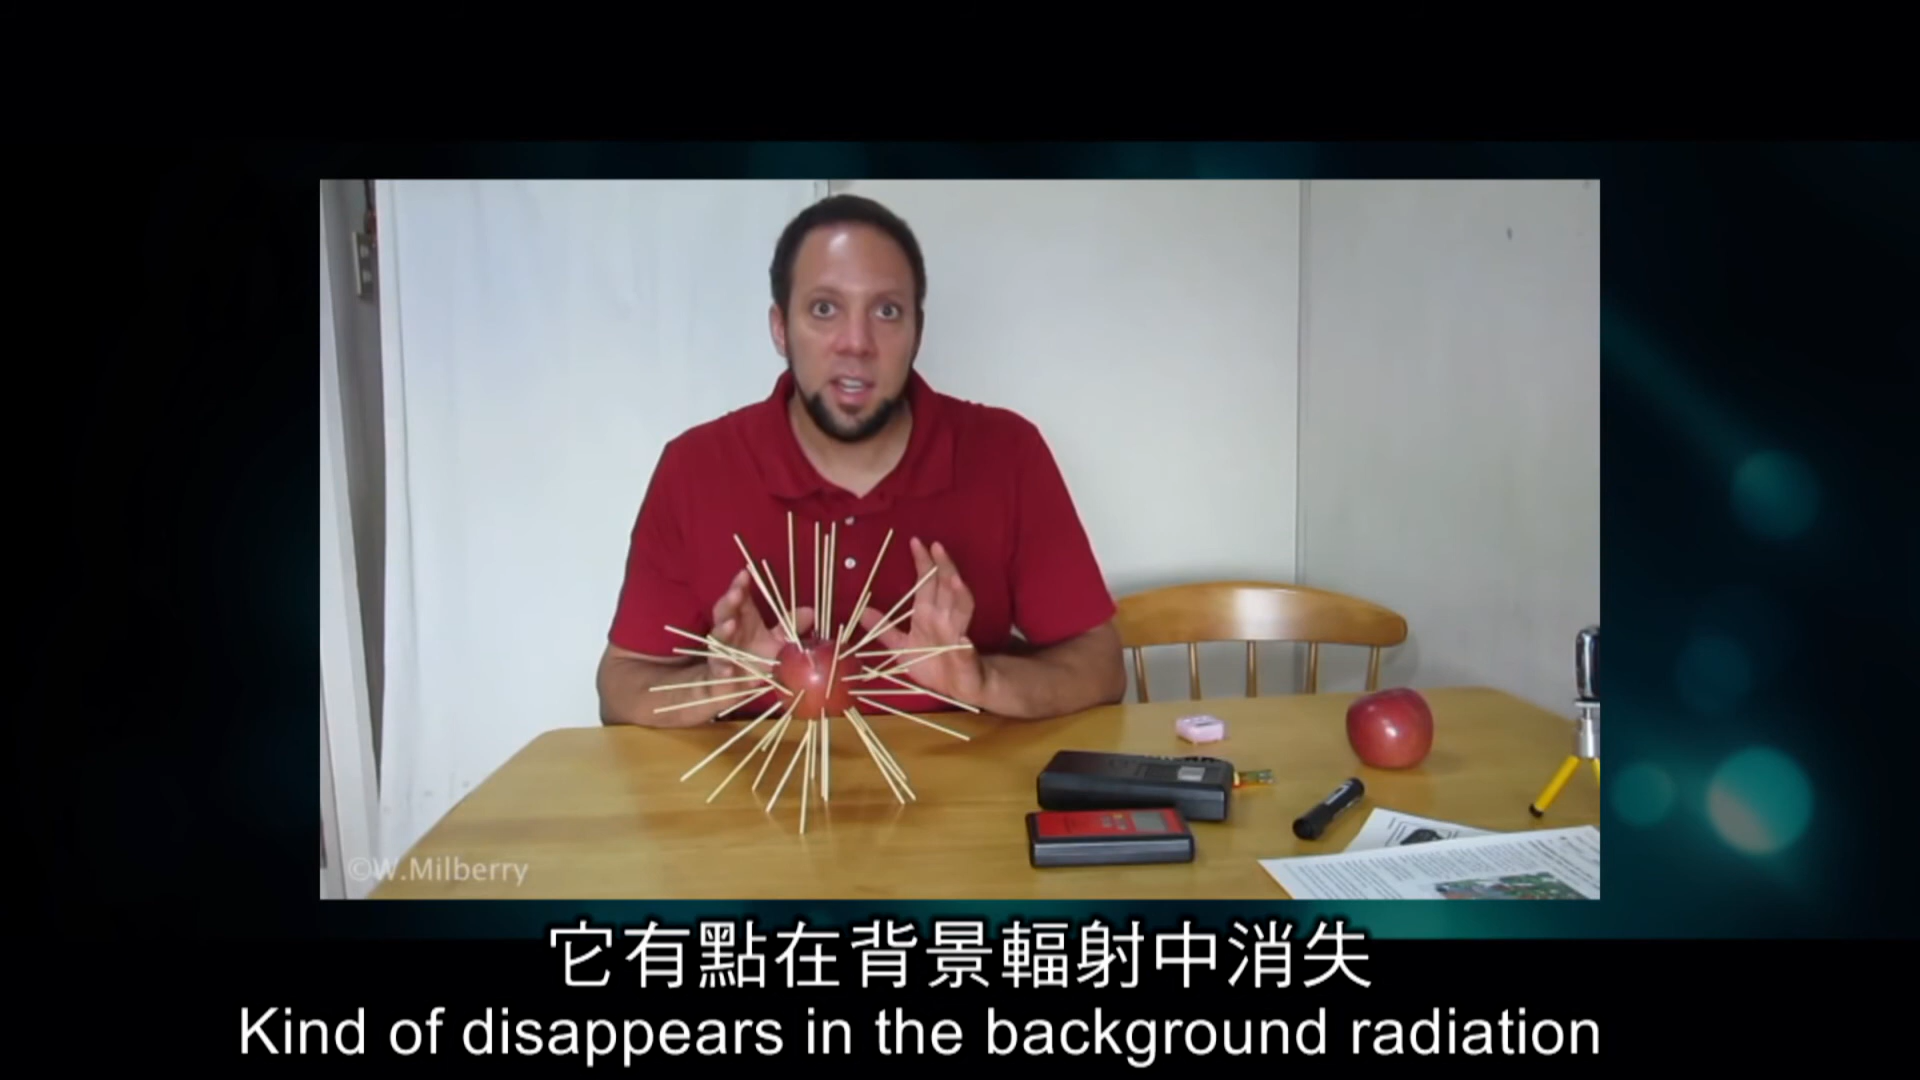 ©W.Milberry
它有點在背景輻射中消失
Kind of disappears in the background radiation